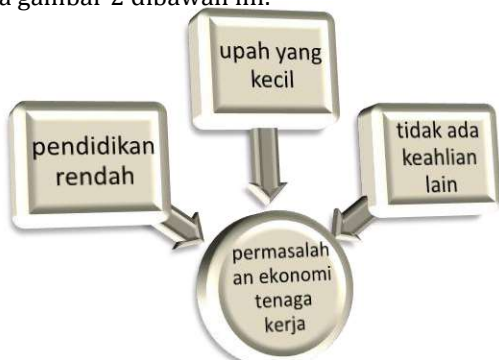 gambar 2 dibawah ini.
upah yang
kecil
pendidikan
rendah
tidak ada
keahlian
lain
permasalah
an ekonomi
tenaga
kerja